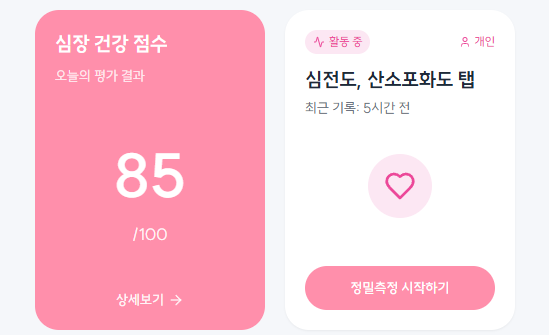 심장 건강 점수
오늘의 평가 결과
85
/100
상세보기 →
활동 중
개인
심전도, 산소포화도 탭
최근 기록: 5시간 전
정밀측정 시작하기